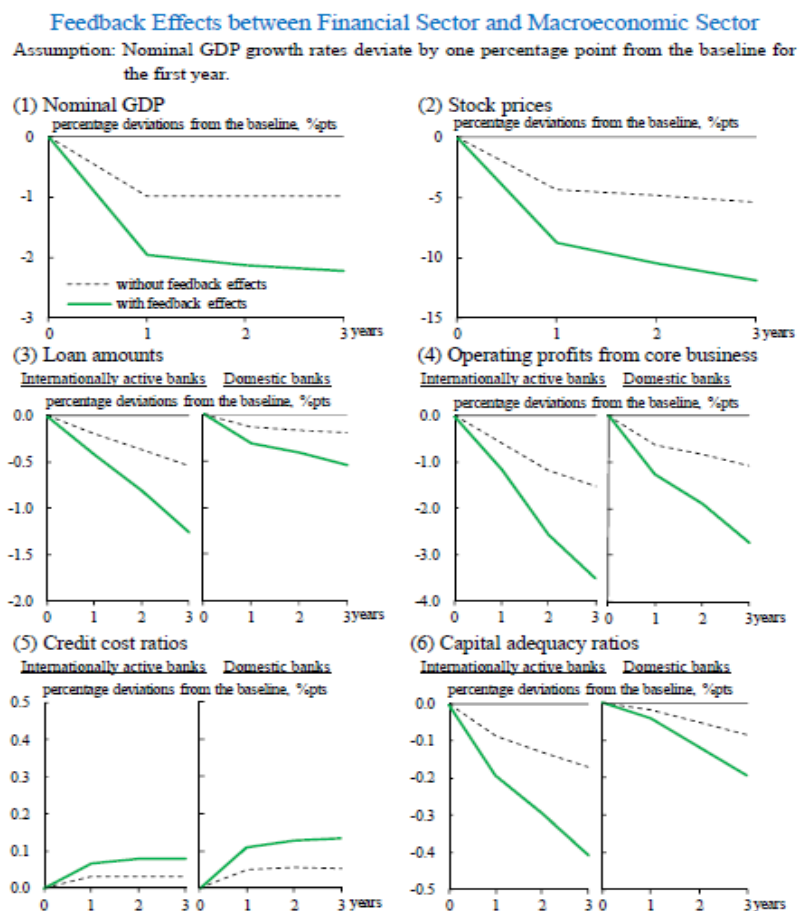 Feedback Effects between Financial Sector and Macroeconomic Sector
Assumption: Nominal GDP growth rates deviate by one percentage point from the baseline for
the first year.
(1) Nominal GDP
percentage deviations from the baseline, %pts
0
-1
-2
-3
without feedback effects
with feedback effects
0 1 2 3 years
(2) Stock prices
percentage deviations from the baseline, %pts
0
-5
-10
-15
0 1 2 3 years
(3) Loan amounts
Internationally active banks Domestic banks
percentage deviations from the baseline, %pts
0.0
-0.5
-1.0
-1.5
-2.0
0 1 2 3 0 1 2 3 years
(4) Operating profits from core business
Internationally active banks Domestic banks
percentage deviations from the baseline, %pts
0.0
-1.0
-2.0
-3.0
-4.0
0 1 2 3 0 1 2 3 years
(5) Credit cost ratios
Internationally active banks Domestic banks
percentage deviations from the baseline, %pts
0.5
0.4
0.3
0.2
0.1
0.0
0 1 2 3 0 1 2 3 years
(6) Capital adequacy ratios
Internationally active banks Domestic banks
percentage deviations from the baseline, %pts
0.0
-0.1
-0.2
-0.3
-0.4
-0.5
0 1 2 3 0 1 2 3 years